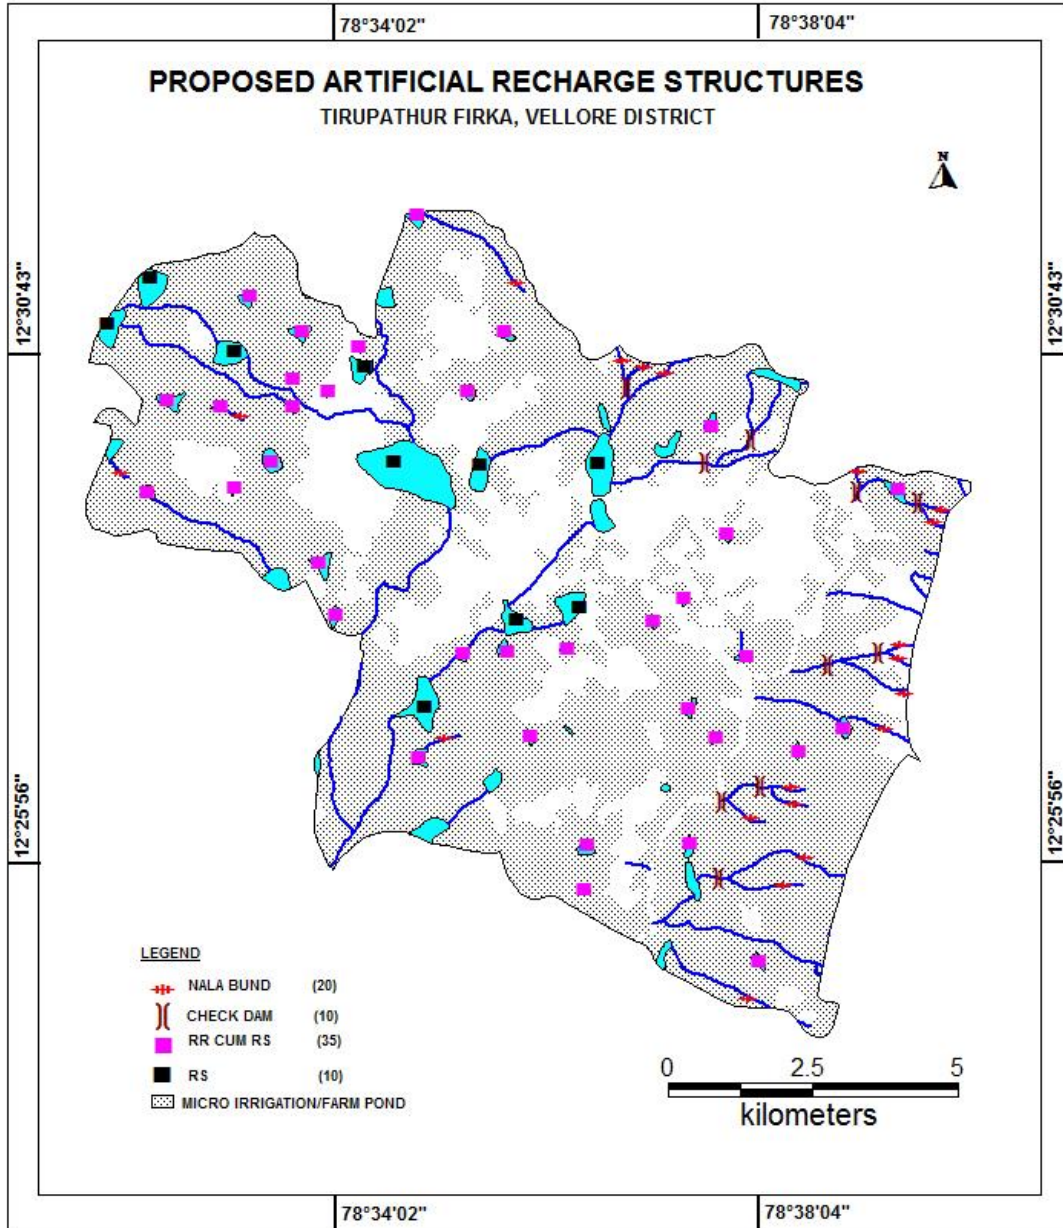 78°34'02"
78°38'04"
PROPOSED ARTIFICIAL RECHARGE STRUCTURES
TIRUPATHUR FIRKA, VELLORE DISTRICT
N
12°30'43"
12°30'43"
12°25'56"
12°25'56"
LEGEND
NALA BUND (20)
CHECK DAM (10)
RR CUM RS (35)
RS (10)
MICRO IRRIGATION/FARM POND
0 2.5 5
kilometers
78°34'02"
78°38'04"